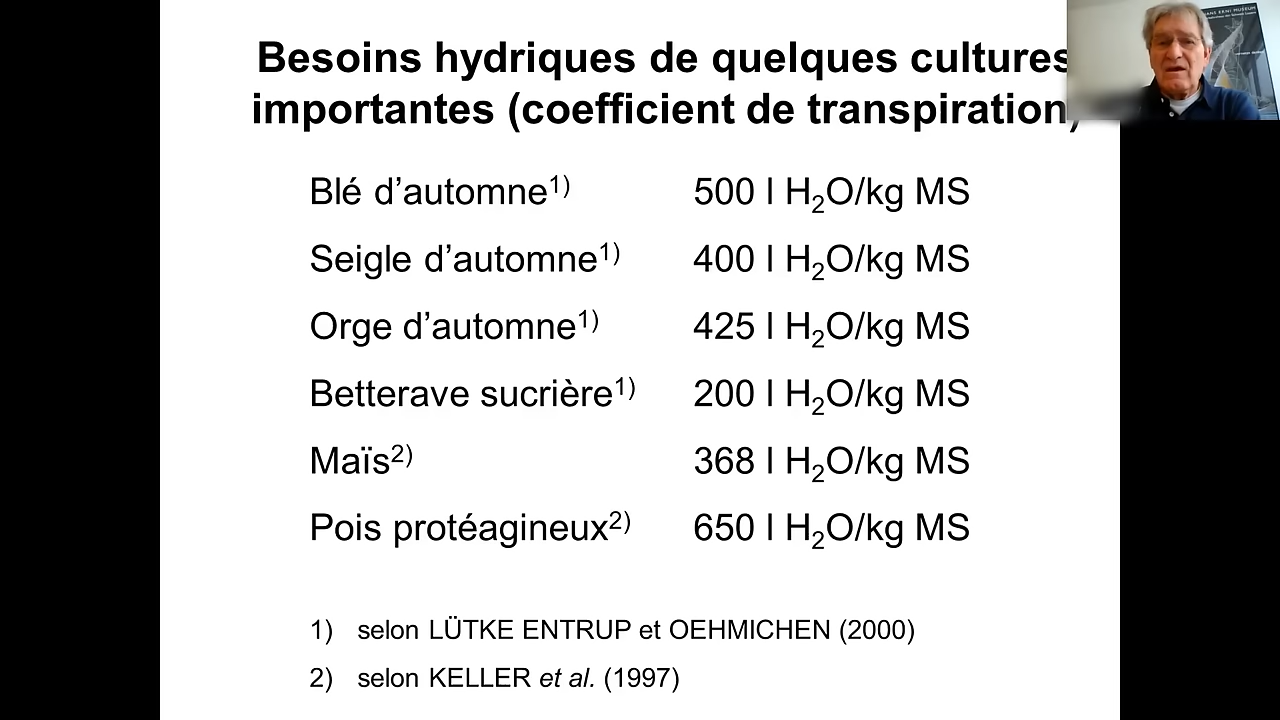 Besoins hydriques de quelques cultures
importantes (coefficient de transpiration)
Blé d’automne1) 500 l H2O/kg MS
Seigle d’automne1) 400 l H2O/kg MS
Orge d’automne1) 425 l H2O/kg MS
Betterave sucrière1) 200 l H2O/kg MS
Maïs2) 368 l H2O/kg MS
Pois protéagineux2) 650 l H2O/kg MS
1) selon LÜTKE ENTRUP et OEHMICHEN (2000)
2) selon KELLER et al. (1997)
ERNI MUSEUM